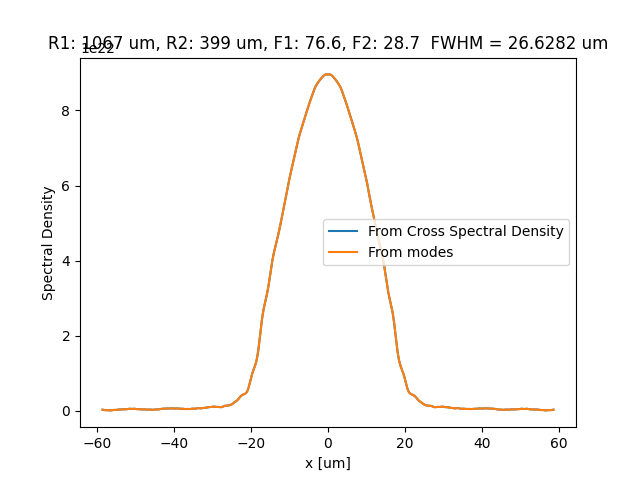 R1: 1067 um, R2: 399 um, F1: 76.6, F2: 28.7  FWHM = 26.6282 um
1e22
8
6
4
2
0
Spectral Density
From Cross Spectral Density
From modes
−60 −40 −20 0 20 40 60
x [um]